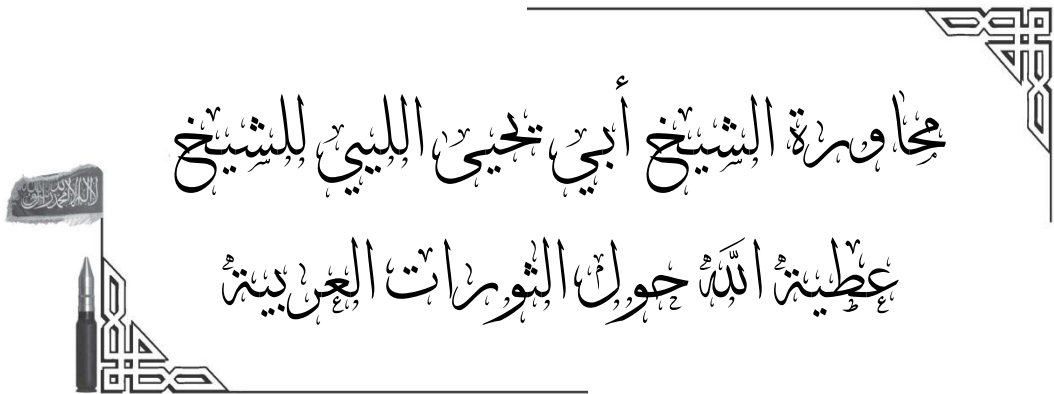 محاورة الشيخ أبي يحيى الليبي للشيخ
عطية الله حول الثورات العربية